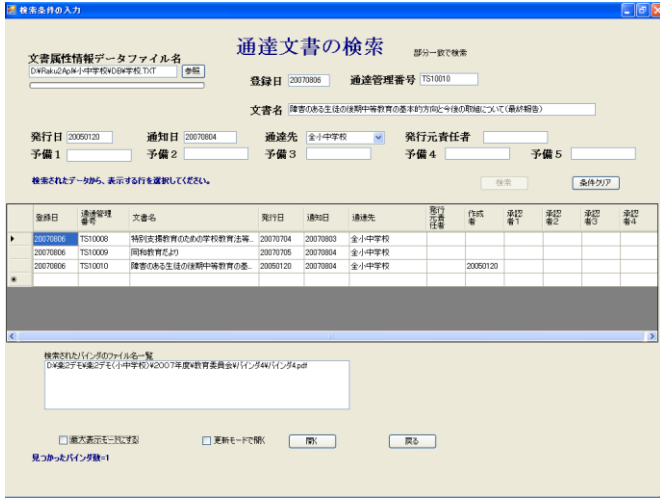 検索条件の入力
通達文書の検索 部分一致で検索
文書属性情報データファイル名
D:¥Raku2Apl¥小中学校¥DB¥学校.TXT 参照
登録日 20070806 通達管理番号 TS10010
文書名 障害のある生徒の後期中等教育の基本的方向と今後の取組について(最終報告)
発行日 20050120 通知日 20070804 通達先 全小中学校 発行元責任者
予備1 予備2 予備3 予備4 予備5
検索されたデータから、表示する行を選択してください。 検索 条件クリア
登録日 通達管理番号 文書名 発行日 通知日 通達先 発行元責任者 作成者 承認者1 承認者2 承認者3 承認者4
20070806 TS10008 特別支援教育のための学校教育法等... 20070704 20070803 全小中学校
20070806 TS10009 同和教育だより 20070705 20070804 全小中学校
20070806 TS10010 障害のある生徒の後期中等教育の基... 20050120 20070804 全小中学校 20050120
検索されたバインダのファイル名一覧
D:¥楽2デモ¥楽2デモ(小中学校)¥2007年度¥教育委員会¥バインダ4¥バインダ4.pdf
最大表示モードにする 更新モードで開く 開く 戻る
見つかったバインダ数=1